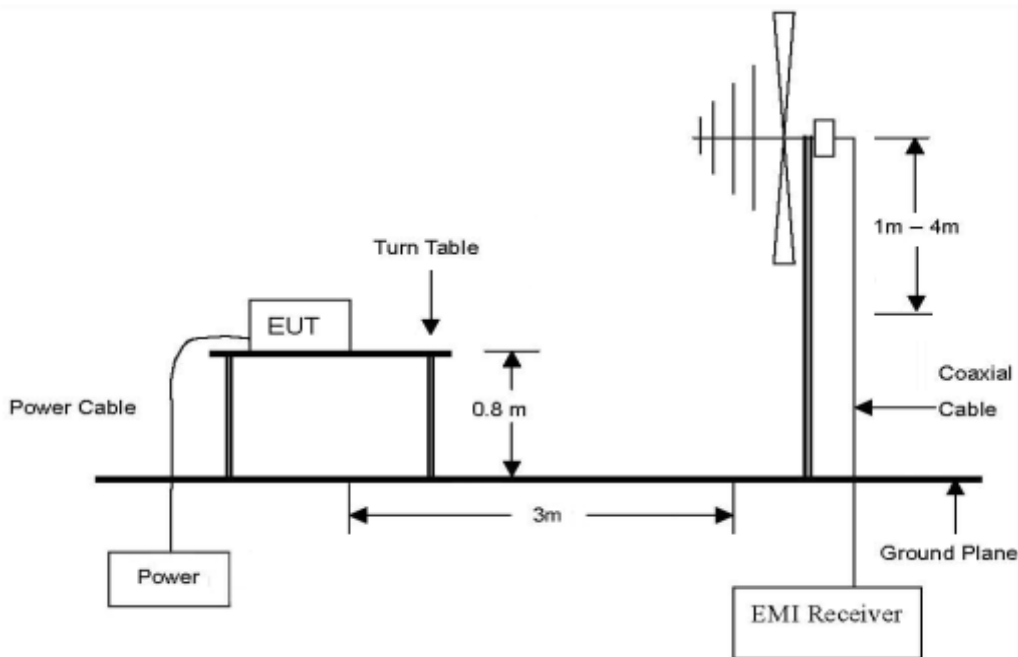 1m – 4m
Turn Table
EUT
Coaxial
Cable
Power Cable
0.8 m
3m
Ground Plane
Power
EMI Receiver